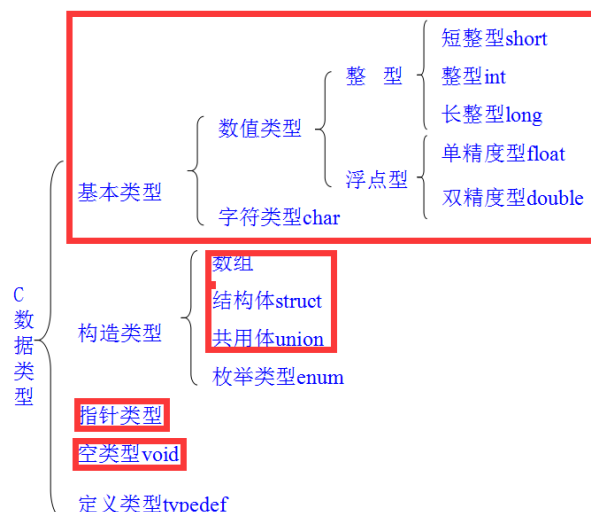 短整型short
整 型
整型int
长整型long
数值类型
单精度型float
浮点型
双精度型double
基本类型
字符类型char
数组
C数据类型
结构体struct
构造类型
共用体union
枚举类型enum
指针类型
空类型void
定义类型typedef